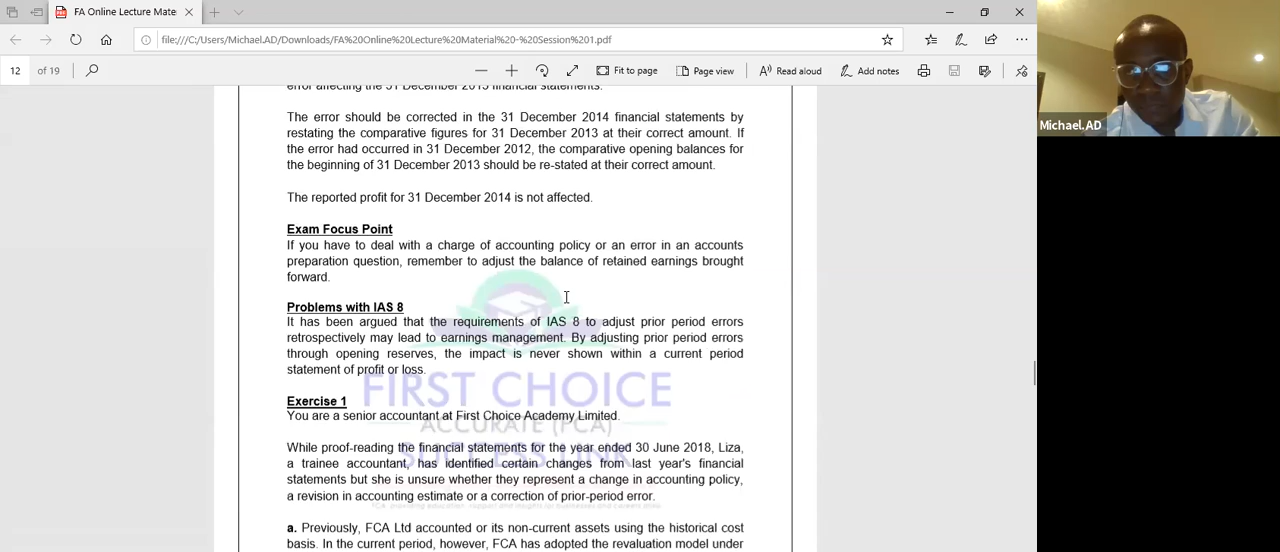 FA Online Lecture Mate
file:///C:/Users/Michael.AD/Downloads/FA%20Online%20Lecture%20Material%20-%20Session%201.pdf
12 of 19
Fit to page
Page view
Read aloud
Add notes
Michael.AD
error affecting the 31 December 2013 financial statements.
The error should be corrected in the 31 December 2014 financial statements by
restating the comparative figures for 31 December 2013 at their correct amount. If
the error had occurred in 31 December 2012, the comparative opening balances for
the beginning of 31 December 2013 should be re-stated at their correct amount.
The reported profit for 31 December 2014 is not affected.
Exam Focus Point
If you have to deal with a charge of accounting policy or an error in an accounts
preparation question, remember to adjust the balance of retained earnings brought
forward.
Problems with IAS 8
It has been argued that the requirements of IAS 8 to adjust prior period errors
retrospectively may lead to earnings management. By adjusting prior period errors
through opening reserves, the impact is never shown within a current period
statement of profit or loss.
FIRST CHOICE
Exercise 1
You are a senior accountant at First Choice Academy Limited.
ACCURATE (FCA)
While proof-reading the financial statements for the year ended 30 June 2018, Liza,
SUCCESS LINK
a trainee accountant, has identified certain changes from last year's financial
statements but she is unsure whether they represent a change in accounting policy,
a revision in accounting estimate or a correction of prior-period error.
a. Previously, FCA Ltd accounted or its non-current assets using the historical cost
basis. In the current period, however, FCA has adopted the revaluation model under